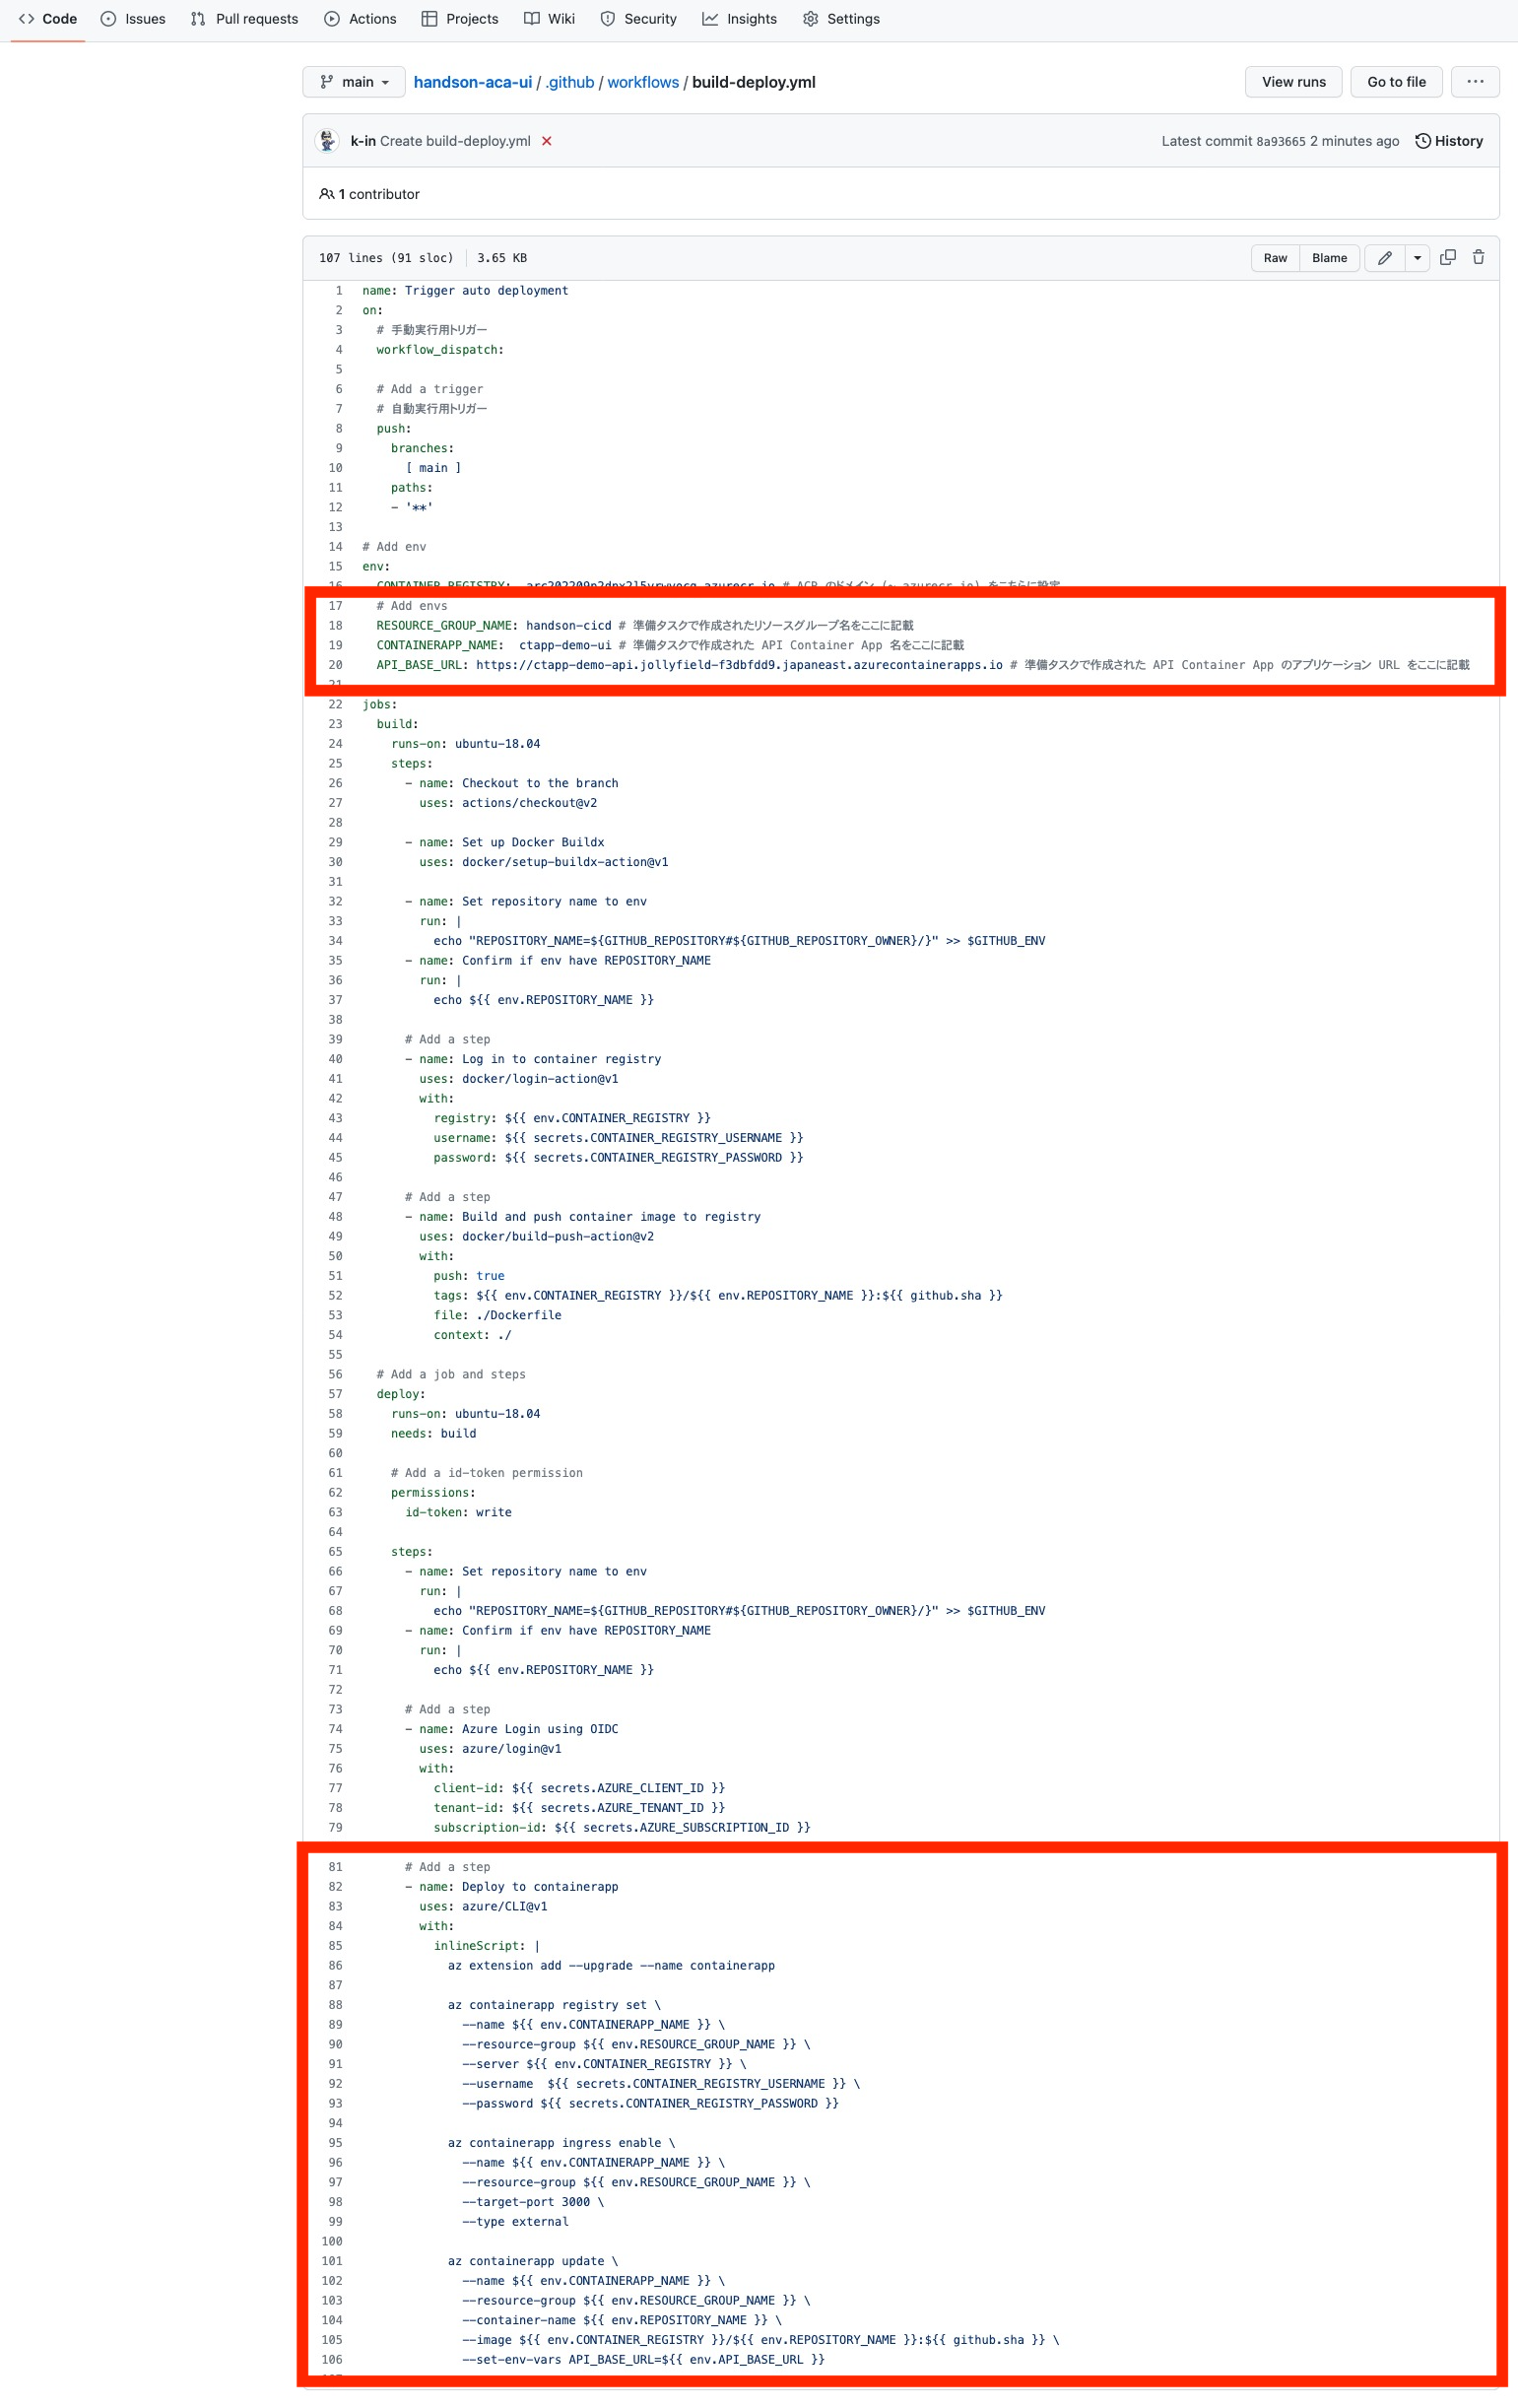 Code Issues Pull requests Actions Projects Wiki Security Insights Settings
main handson-aca-ui / .github / workflows / build-deploy.yml View runs Go to file ...
k-in Create build-deploy.yml Latest commit 8a93665 2 minutes ago History
1 contributor
107 lines (91 sloc) 3.65 KB Raw Blame
1 name: Trigger auto deployment
2 on:
3 # 手動実行用トリガー
4 workflow_dispatch:
5
6 # Add a trigger
7 # 自動実行用トリガー
8 push:
9 branches:
10 [ main ]
11 paths:
12 - '**'
13
14 # Add env
15 env:
16 CONTAINER_REGISTRY: # ACR のドメイン (~.azurecr.io) をこちらに設定
17 # Add envs
18 RESOURCE_GROUP_NAME: handson-cicd # 準備タスクで作成されたリソースグループ名をここに記載
19 CONTAINERAPP_NAME: ctapp-demo-ui # 準備タスクで作成された API Container App 名をここに記載
20 API_BASE_URL: https://ctapp-demo-api.jollyfield-f3dbfdd9.japaneast.azurecontainerapps.io # 準備タスクで作成された API Container App のアプリケーション URL をここに記載
21
22 jobs:
23 build:
24 runs-on: ubuntu-18.04
25 steps:
26 - name: Checkout to the branch
27 uses: actions/checkout@v2
28
29 - name: Set up Docker Buildx
30 uses: docker/setup-buildx-action@v1
31
32 - name: Set repository name to env
33 run: |
34 echo "REPOSITORY_NAME=${GITHUB_REPOSITORY#${GITHUB_REPOSITORY_OWNER}/}" >> $GITHUB_ENV
35 - name: Confirm if env have REPOSITORY_NAME
36 run: |
37 echo ${{ env.REPOSITORY_NAME }}
38
39 # Add a step
40 - name: Log in to container registry
41 uses: docker/login-action@v1
42 with:
43 registry: ${{ env.CONTAINER_REGISTRY }}
44 username: ${{ secrets.CONTAINER_REGISTRY_USERNAME }}
45 password: ${{ secrets.CONTAINER_REGISTRY_PASSWORD }}
46
47 # Add a step
48 - name: Build and push container image to registry
49 uses: docker/build-push-action@v2
50 with:
51 push: true
52 tags: ${{ env.CONTAINER_REGISTRY }}/${{ env.REPOSITORY_NAME }}:${{ github.sha }}
53 file: ./Dockerfile
54 context: ./
55
56 # Add a job and steps
57 deploy:
58 runs-on: ubuntu-18.04
59 needs: build
60
61 # Add a id-token permission
62 permissions:
63 id-token: write
64
65 steps:
66 - name: Set repository name to env
67 run: |
68 echo "REPOSITORY_NAME=${GITHUB_REPOSITORY#${GITHUB_REPOSITORY_OWNER}/}" >> $GITHUB_ENV
69 - name: Confirm if env have REPOSITORY_NAME
70 run: |
71 echo ${{ env.REPOSITORY_NAME }}
72
73 # Add a step
74 - name: Azure Login using OIDC
75 uses: azure/login@v1
76 with:
77 client-id: ${{ secrets.AZURE_CLIENT_ID }}
78 tenant-id: ${{ secrets.AZURE_TENANT_ID }}
79 subscription-id: ${{ secrets.AZURE_SUBSCRIPTION_ID }}
81 # Add a step
82 - name: Deploy to containerapp
83 uses: azure/CLI@v1
84 with:
85 inlineScript: |
86 az extension add --upgrade --name containerapp
87
88 az containerapp registry set \
89 --name ${{ env.CONTAINERAPP_NAME }} \
90 --resource-group ${{ env.RESOURCE_GROUP_NAME }} \
91 --server ${{ env.CONTAINER_REGISTRY }} \
92 --username ${{ secrets.CONTAINER_REGISTRY_USERNAME }} \
93 --password ${{ secrets.CONTAINER_REGISTRY_PASSWORD }}
94
95 az containerapp ingress enable \
96 --name ${{ env.CONTAINERAPP_NAME }} \
97 --resource-group ${{ env.RESOURCE_GROUP_NAME }} \
98 --target-port 3000 \
99 --type external
100
101 az containerapp update \
102 --name ${{ env.CONTAINERAPP_NAME }} \
103 --resource-group ${{ env.RESOURCE_GROUP_NAME }} \
104 --container-name ${{ env.REPOSITORY_NAME }} \
105 --image ${{ env.CONTAINER_REGISTRY }}/${{ env.REPOSITORY_NAME }}:${{ github.sha }} \
106 --set-env-vars API_BASE_URL=${{ env.API_BASE_URL }}